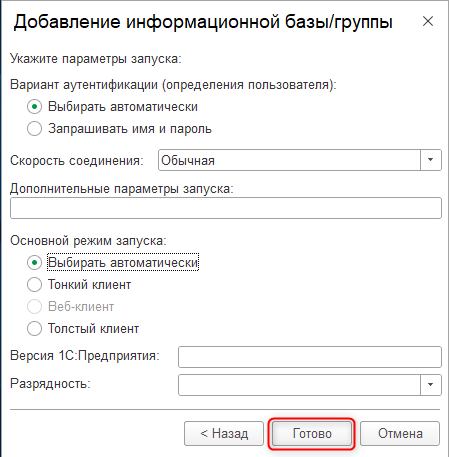 Добавление информационной базы/группы
Укажите параметры запуска:
Вариант аутентификации (определения пользователя):
Выбирать автоматически
Запрашивать имя и пароль
Скорость соединения: Обычная
Дополнительные параметры запуска:
Основной режим запуска:
Выбирать автоматически
Тонкий клиент
Веб-клиент
Толстый клиент
Версия 1С:Предприятия:
Разрядность:
< Назад Готово Отмена